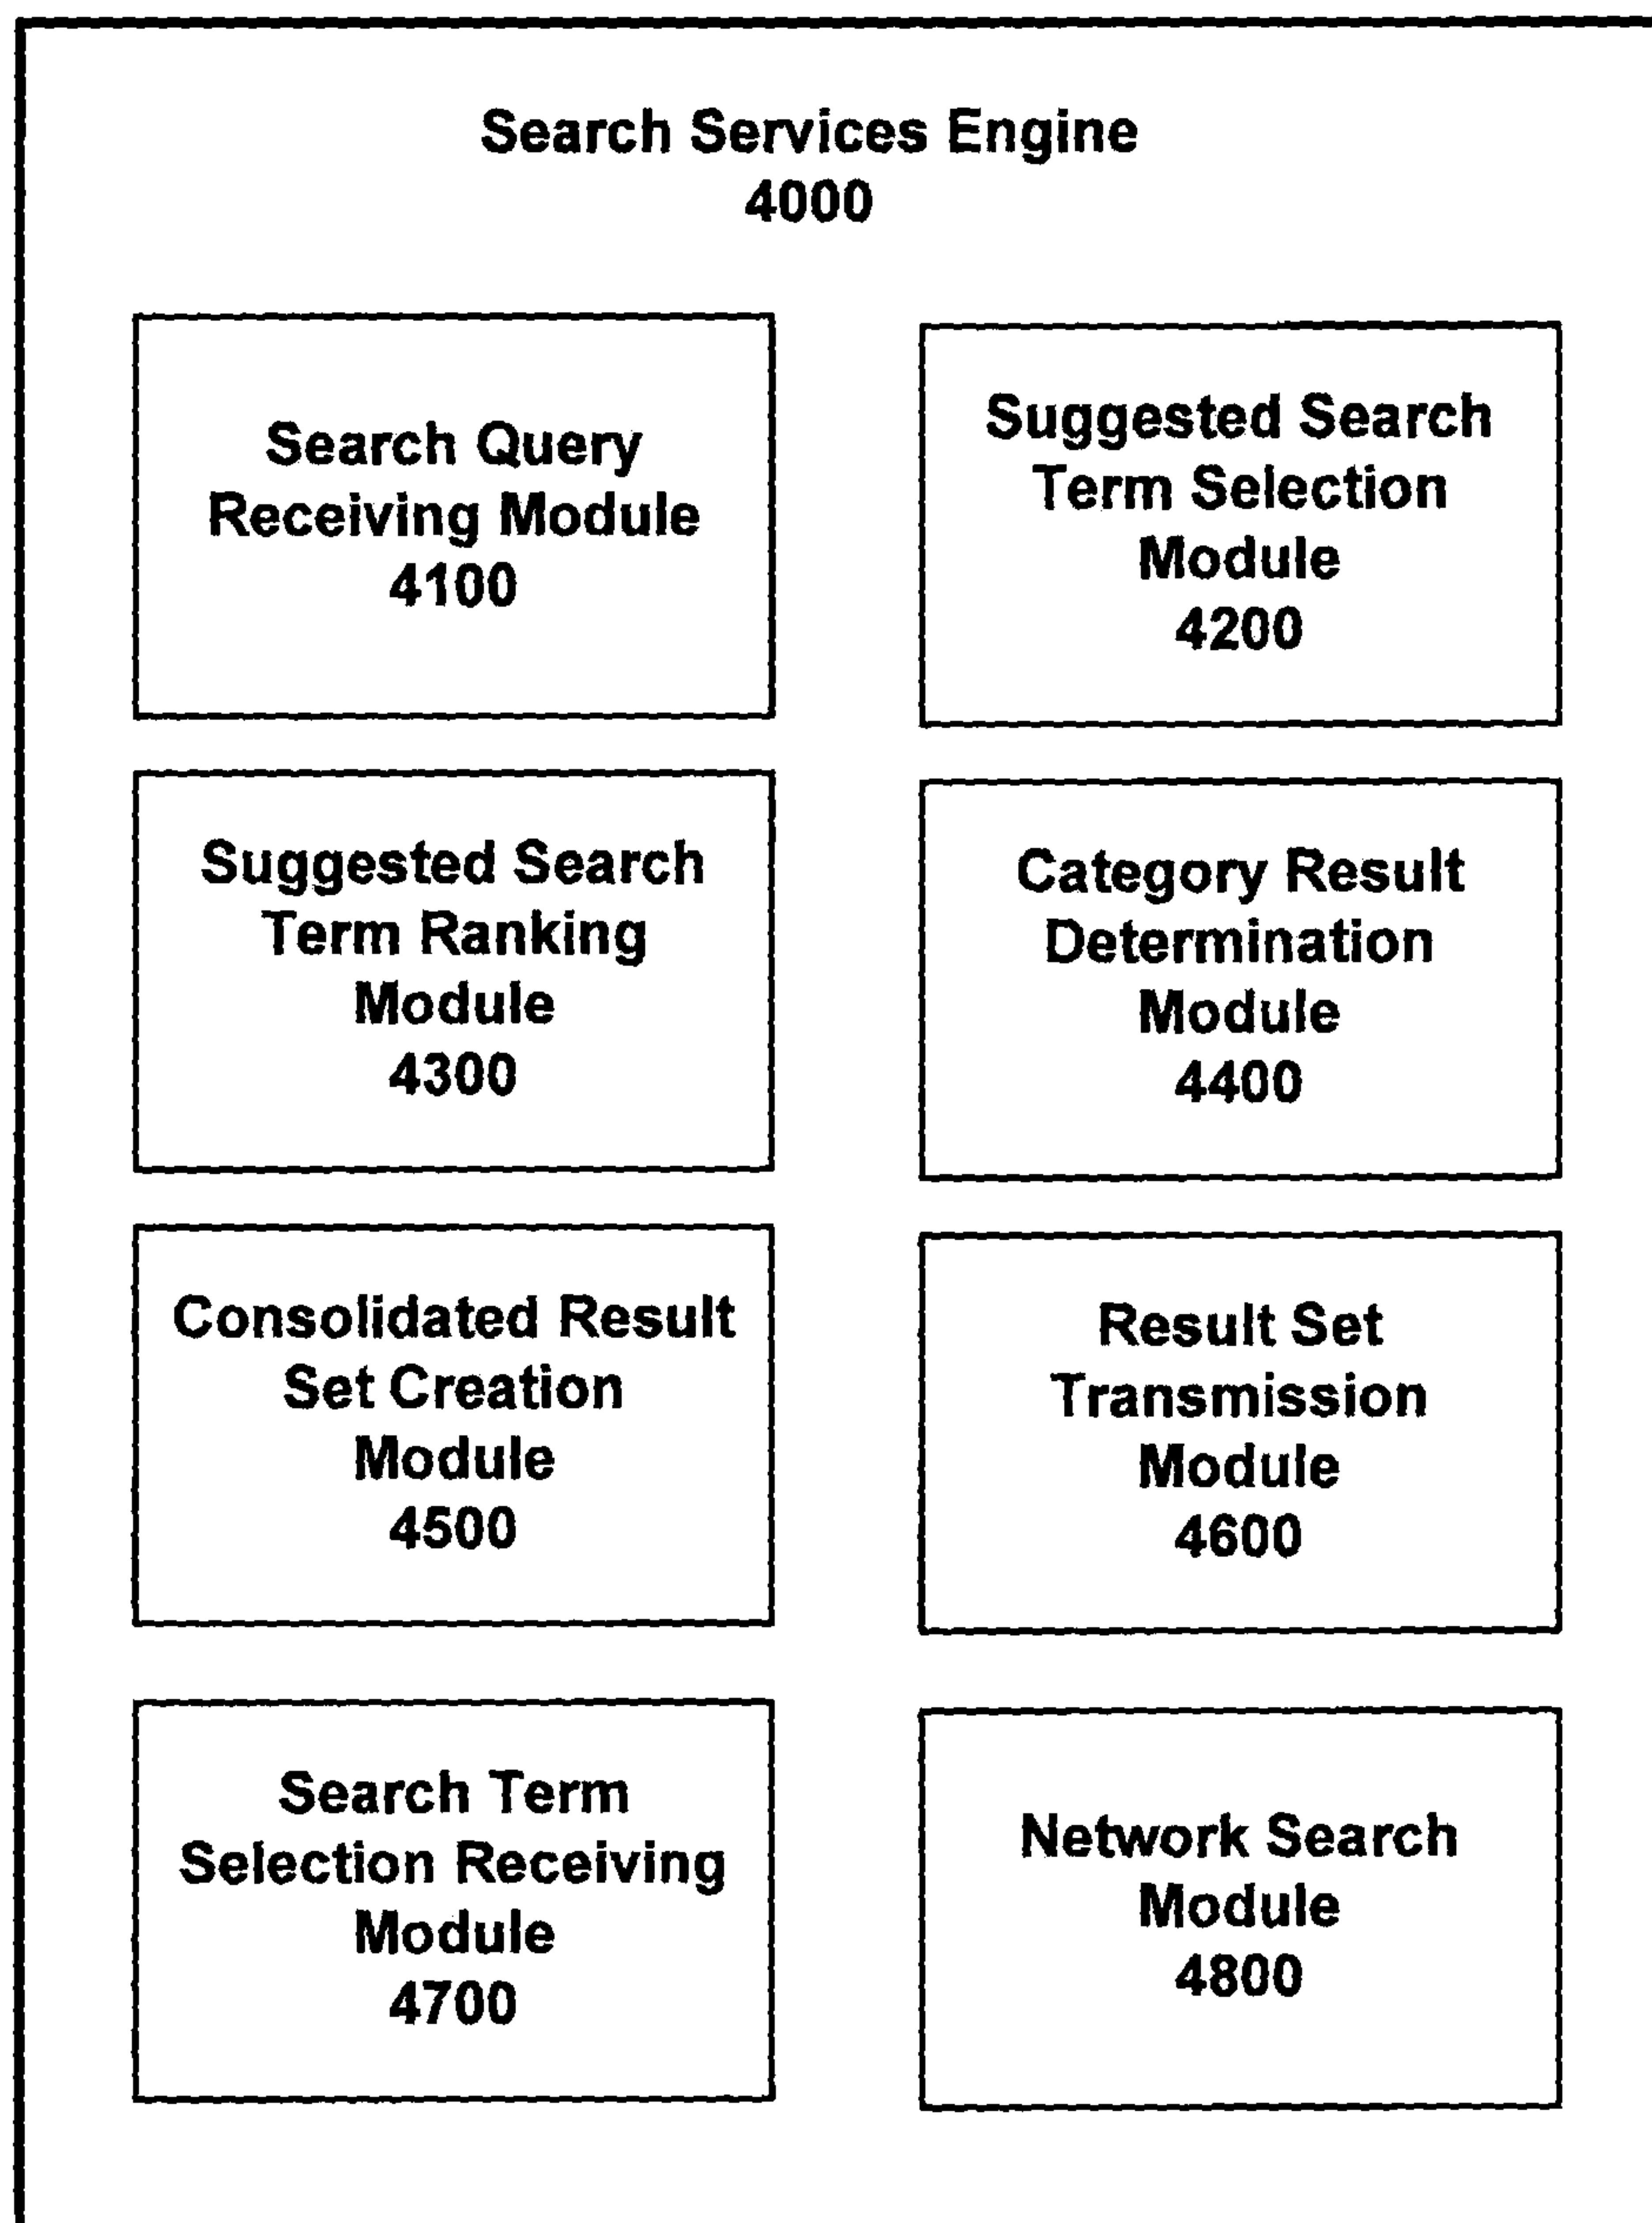 Search Services Engine
4000
Search Query
Receiving Module
4100
Suggested Search
Term Selection
Module
4200
Suggested Search
Term Ranking
Module
4300
Category Result
Determination
Module
4400
Consolidated Result
Set Creation
Module
4500
Result Set
Transmission
Module
4600
Search Term
Selection Receiving
Module
4700
Network Search
Module
4800